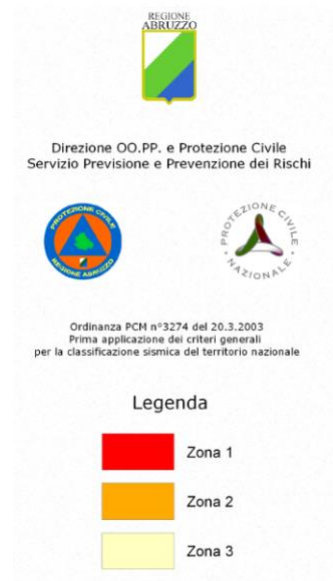 REGIONE
ABRUZZO
Direzione OO.PP. e Protezione Civile
Servizio Previsione e Prevenzione dei Rischi
PROTEZIONE CIVILE
REGIONE ABRUZZO
PROTEZIONE CIVILE
NAZIONALE
Ordinanza PCM n°3274 del 20.3.2003
Prima applicazione dei criteri generali
per la classificazione sismica del territorio nazionale
Legenda
Zona 1
Zona 2
Zona 3